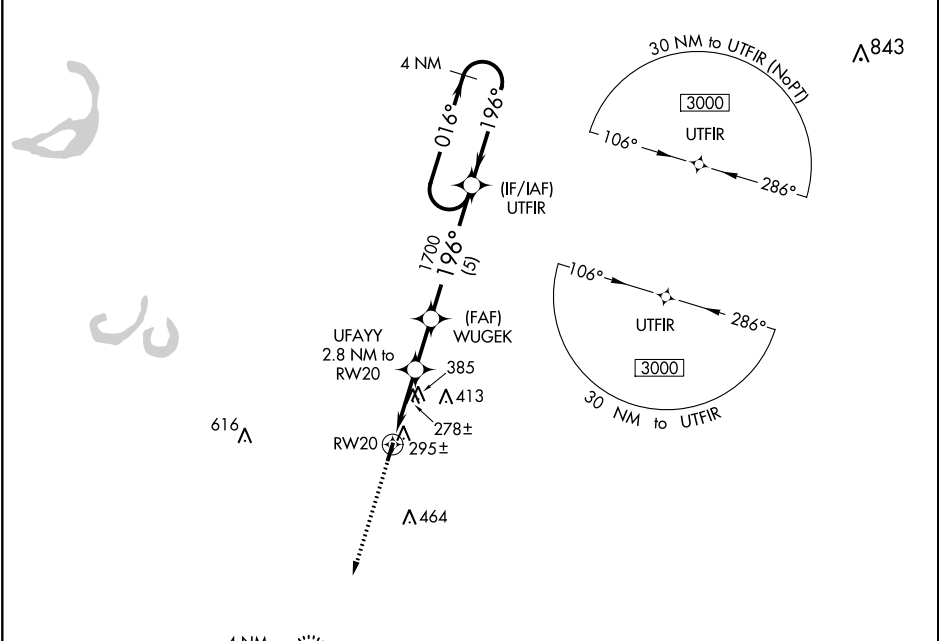 30 NM to UTFIR (NoPT)
843
4 NM
3000
UTFIR
106°
286°
016°
196°
(IF/IAF)
UTFIR
1700
196°
(5)
106°
286°
UTFIR
3000
30 NM to UTFIR
(FAF)
WUGEK
UFAYY
2.8 NM to
RW20
385
413
278±
616
RW20
295±
464
4 NM